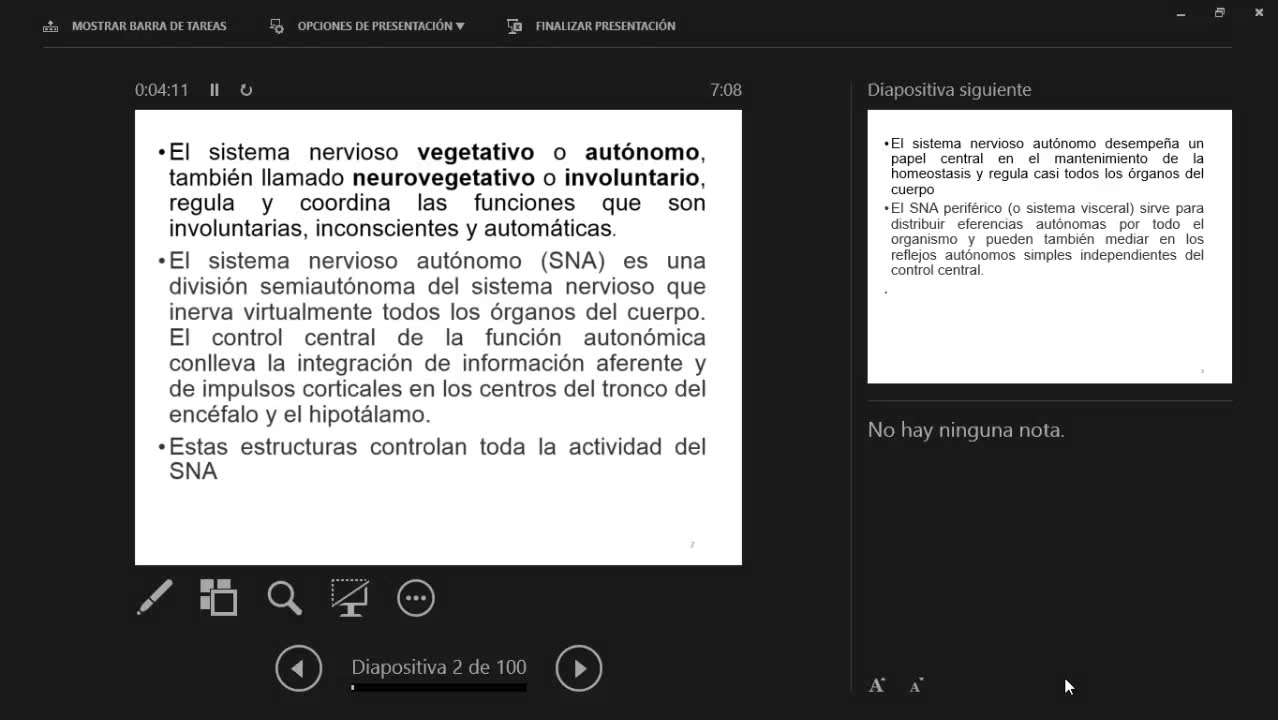 MOSTRAR BARRA DE TAREAS
OPCIONES DE PRESENTACIÓN ▼
FINALIZAR PRESENTACIÓN
0:04:11
7:08
•El sistema nervioso vegetativo o autónomo,
también llamado neurovegetativo o involuntario,
regula y coordina las funciones que son
involuntarias, inconscientes y automáticas.
•El sistema nervioso autónomo (SNA) es una
división semiautónoma del sistema nervioso que
inerva virtualmente todos los órganos del cuerpo.
El control central de la función autonómica
conlleva la integración de información aferente y
de impulsos corticales en los centros del tronco del
encéfalo y el hipotálamo.
•Estas estructuras controlan toda la actividad del
SNA
2
Diapositiva 2 de 100
Diapositiva siguiente
•El sistema nervioso autónomo desempeña un
papel central en el mantenimiento de la
homeostasis y regula casi todos los órganos del
cuerpo
•El SNA periférico (o sistema visceral) sirve para
distribuir eferencias autónomas por todo el
organismo y pueden también mediar en los
reflejos autónomos simples independientes del
control central.
.
No hay ninguna nota.
A A